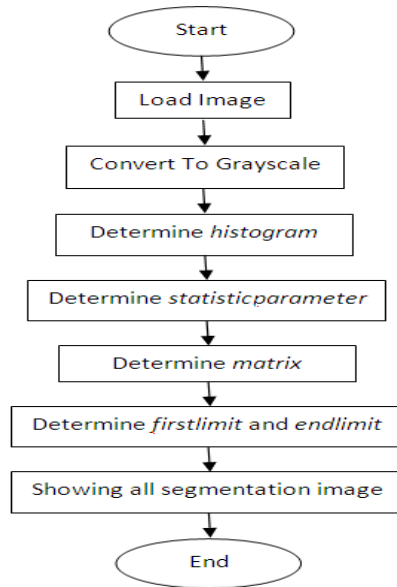 Start
Load Image
Convert To Grayscale
Determine histogram
Determine statisticparameter
Determine matrix
Determine firstlimit and endlimit
Showing all segmentation image
End